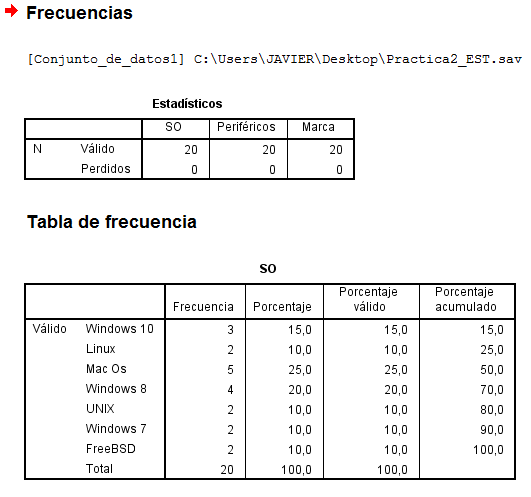 Frecuencias
[Conjunto_de_datos1] C:\Users\JAVIER\Desktop\Practica2_EST.sav
Estadísticos
SO Periféricos Marca
N Válido 20 20 20
Perdidos 0 0 0
Tabla de frecuencia
SO
Frecuencia Porcentaje Porcentaje válido Porcentaje acumulado
Válido Windows 10 3 15,0 15,0 15,0
Linux 2 10,0 10,0 25,0
Mac Os 5 25,0 25,0 50,0
Windows 8 4 20,0 20,0 70,0
UNIX 2 10,0 10,0 80,0
Windows 7 2 10,0 10,0 90,0
FreeBSD 2 10,0 10,0 100,0
Total 20 100,0 100,0